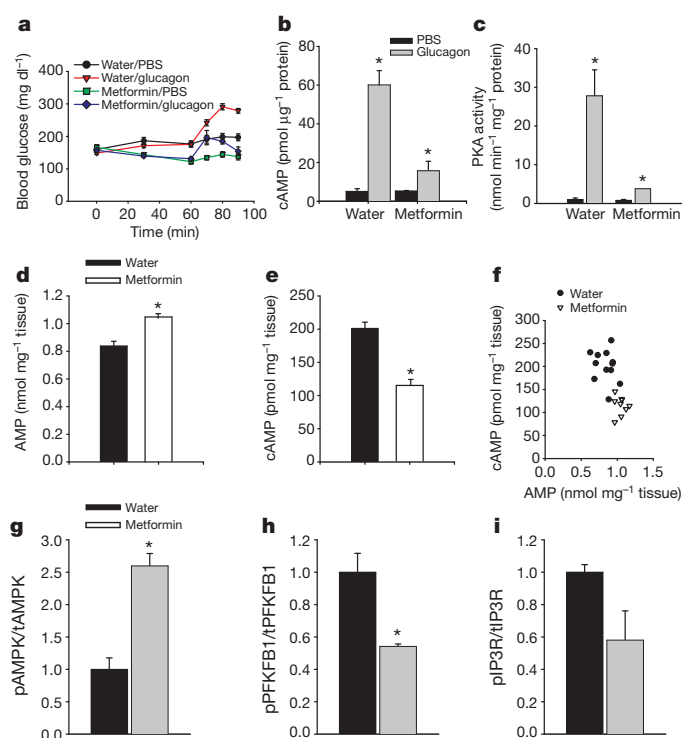 a
Water/PBS
Water/glucagon
Metformin/PBS
Metformin/glucagon
Blood glucose (mg dl⁻¹)
400
300
200
100
0
0 20 40 60 80 100
Time (min)
b
PBS
Glucagon
cAMP (pmol μg⁻¹ protein)
80
60
40
20
0
*
*
Water Metformin
c
PKA activity
(nmol min⁻¹ mg⁻¹ protein)
40
30
20
10
0
*
*
Water Metformin
d
Water
Metformin
AMP (nmol mg⁻¹ tissue)
1.2
1.0
0.8
0.6
0.4
0.2
0.0
*
e
cAMP (pmol mg⁻¹ tissue)
250
200
150
100
50
0
*
f
Water
Metformin
cAMP (pmol mg⁻¹ tissue)
300
250
200
150
100
50
0
0.0 0.5 1.0 1.5
AMP (nmol mg⁻¹ tissue)
g
Water
Metformin
pAMPK/tAMPK
3.0
2.5
2.0
1.5
1.0
0.5
0.0
*
h
pPFKFB1/tPFKFB1
1.2
1.0
0.8
0.6
0.4
0.2
0.0
*
i
pIP3R/tIP3R
1.2
1.0
0.8
0.6
0.4
0.2
0.0